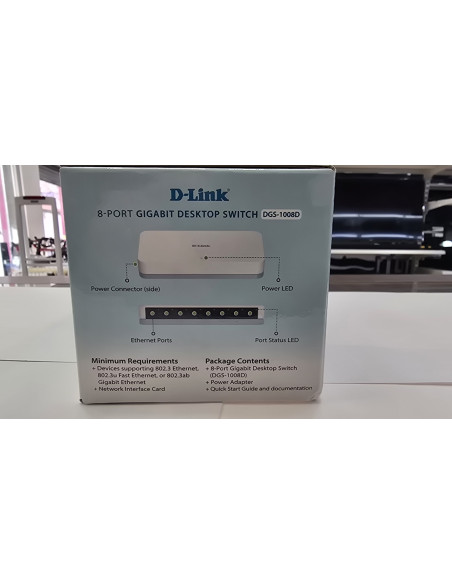 D-Link
8-PORT GIGABIT DESKTOP SWITCH DGS-1008D
Power Connector (side)
Power LED
Ethernet Ports
Port Status LED
Minimum Requirements
+ Devices supporting 802.3 Ethernet,
802.3u Fast Ethernet, or 802.3ab
Gigabit Ethernet
+ Network Interface Card
Package Contents
+ 8-Port Gigabit Desktop Switch
(DGS-1008D)
+ Power Adapter
+ Quick Start Guide and documentation